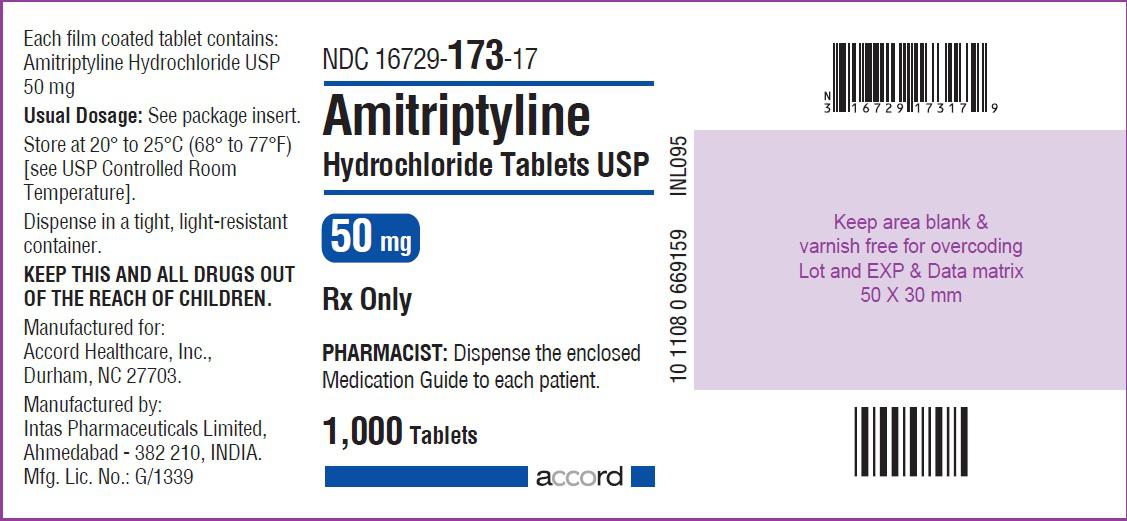 Each film coated tablet contains:
Amitriptyline Hydrochloride USP
50 mg
Usual Dosage: See package insert.
Store at 20° to 25°C (68° to 77°F)
[see USP Controlled Room
Temperature].
Dispense in a tight, light-resistant
container.
KEEP THIS AND ALL DRUGS OUT
OF THE REACH OF CHILDREN.
Manufactured for:
Accord Healthcare, Inc.,
Durham, NC 27703.
Manufactured by:
Intas Pharmaceuticals Limited,
Ahmedabad - 382 210, INDIA.
Mfg. Lic. No.: G/1339
NDC 16729-173-17
Amitriptyline
Hydrochloride Tablets USP
50 mg
Rx Only
PHARMACIST: Dispense the enclosed
Medication Guide to each patient.
1,000 Tablets
accord
10 1108 0 669159 INL095
N
3 16729 17317 9
Keep area blank &
varnish free for overcoding
Lot and EXP & Data matrix
50 X 30 mm